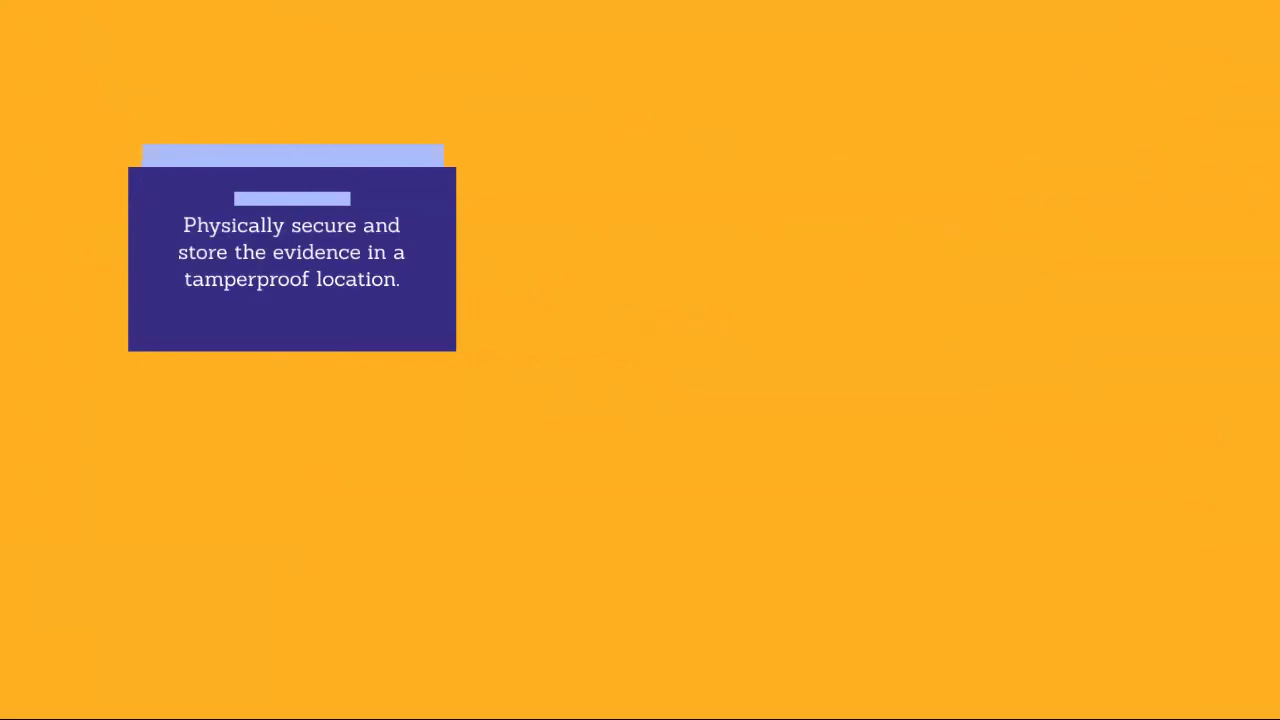 Physically secure and
store the evidence in a
tamperproof location.